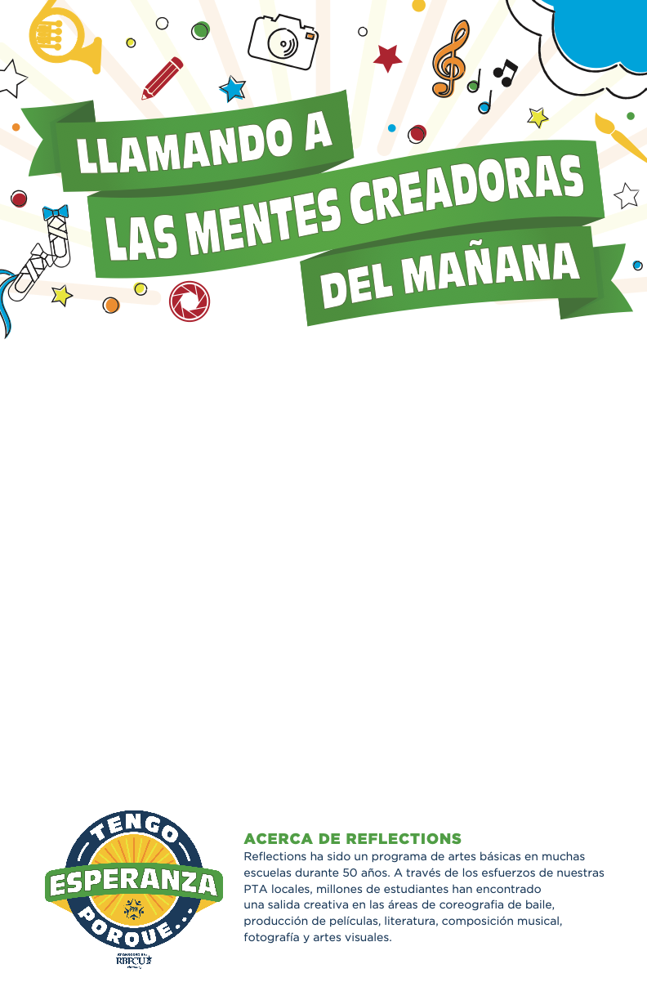 LLAMANDO A
LAS MENTES CREADORAS
DEL MAÑANA
TENGO
ESPERANZA
PORQUE...
SPONSORED BY:
RBFCU
ACERCA DE REFLECTIONS
Reflections ha sido un programa de artes básicas en muchas
escuelas durante 50 años. A través de los esfuerzos de nuestras
PTA locales, millones de estudiantes han encontrado
una salida creativa en las áreas de coreografia de baile,
producción de películas, literatura, composición musical,
fotografía y artes visuales.